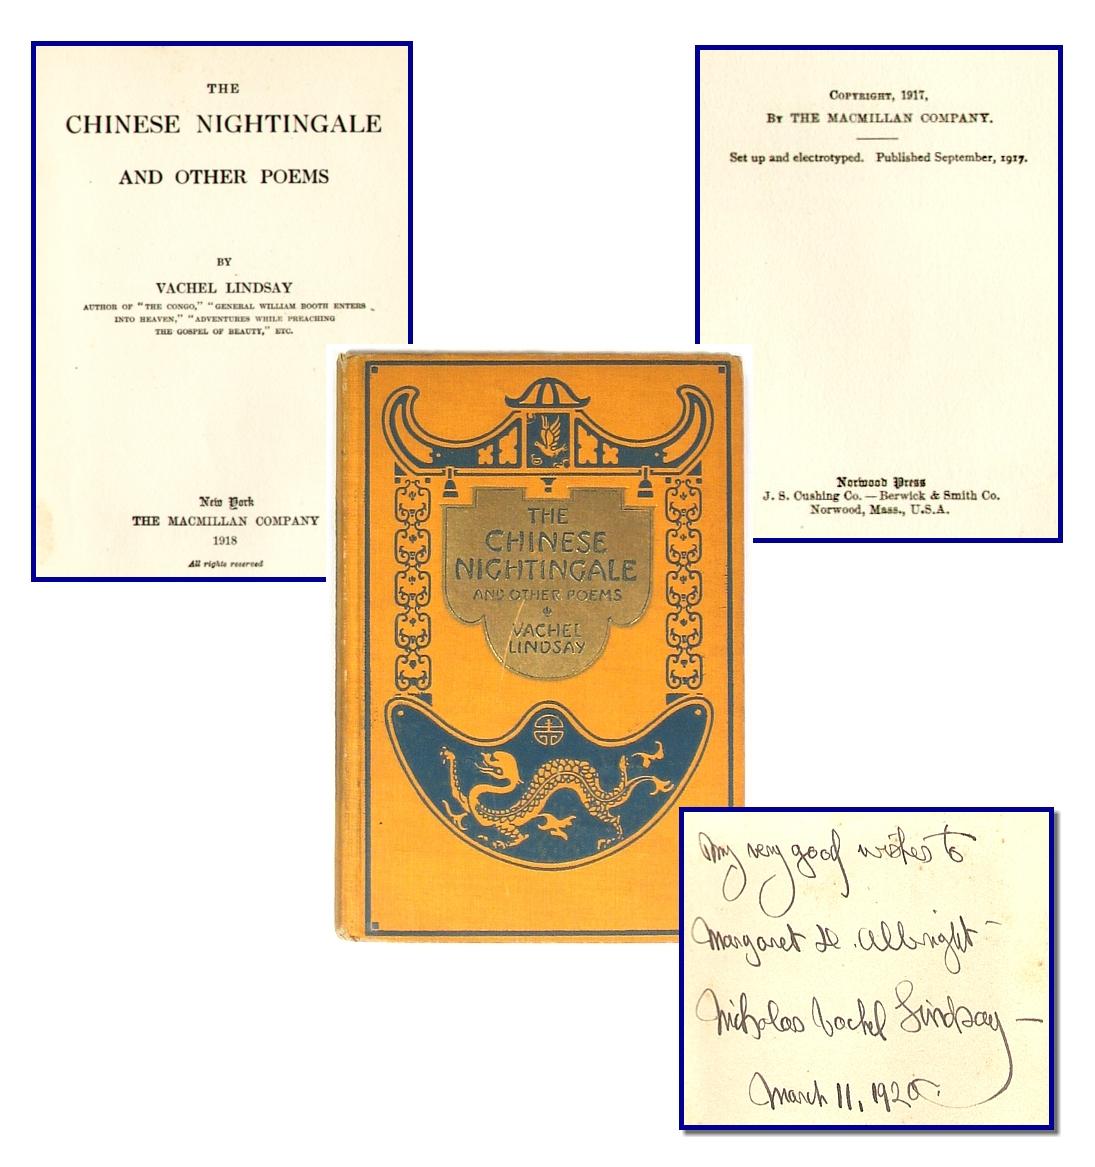 THE
CHINESE NIGHTINGALE
AND OTHER POEMS
BY
VACHEL LINDSAY
AUTHOR OF "THE CONGO," "GENERAL WILLIAM BOOTH ENTERS
INTO HEAVEN," "ADVENTURES WHILE PREACHING
THE GOSPEL OF BEAUTY," ETC.
New York
THE MACMILLAN COMPANY
1918
All rights reserved
COPYRIGHT, 1917,
BY THE MACMILLAN COMPANY.
Set up and electrotyped. Published September, 1917.
Norwood Press
J. S. Cushing Co. — Berwick & Smith Co.
Norwood, Mass., U.S.A.
THE
CHINESE
NIGHTINGALE
AND OTHER POEMS
VACHEL
LINDSAY
My very good wishes to
Margaret H. Albright —
Nicholas Vachel Lindsay —
March 11, 1920.